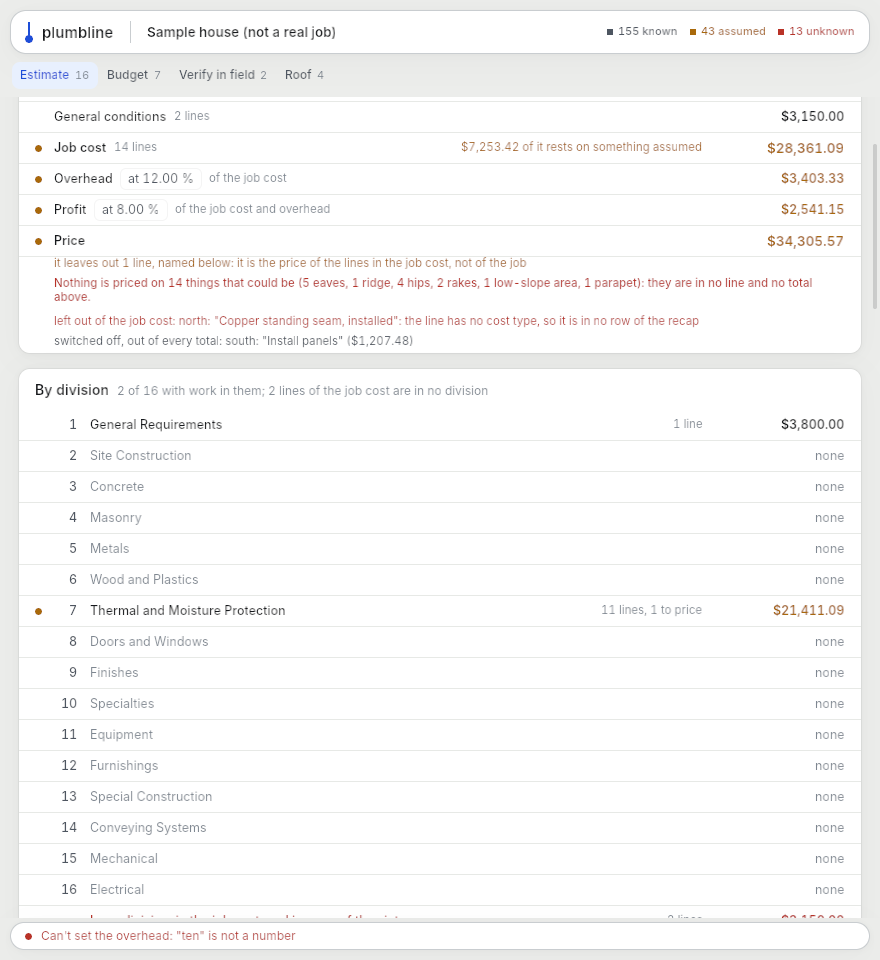 plumbline Sample house (not a real job) 155 known 43 assumed 13 unknown
Estimate 16 Budget 7 Verify in field 2 Roof 4
General conditions 2 lines $3,150.00
Job cost 14 lines $7,253.42 of it rests on something assumed $28,361.09
Overhead at 12.00 % of the job cost $3,403.33
Profit at 8.00 % of the job cost and overhead $2,541.15
Price $34,305.57
it leaves out 1 line, named below: it is the price of the lines in the job cost, not of the job
Nothing is priced on 14 things that could be (5 eaves, 1 ridge, 4 hips, 2 rakes, 1 low-slope area, 1 parapet): they are in no line and no total
above.
left out of the job cost: north: "Copper standing seam, installed": the line has no cost type, so it is in no row of the recap
switched off, out of every total: south: "Install panels" ($1,207.48)
By division 2 of 16 with work in them; 2 lines of the job cost are in no division
1 General Requirements 1 line $3,800.00
2 Site Construction none
3 Concrete none
4 Masonry none
5 Metals none
6 Wood and Plastics none
7 Thermal and Moisture Protection 11 lines, 1 to price $21,411.09
8 Doors and Windows none
9 Finishes none
10 Specialties none
11 Equipment none
12 Furnishings none
13 Special Construction none
14 Conveying Systems none
15 Mechanical none
16 Electrical none
2 lines $3,150.00
Can't set the overhead: "ten" is not a number